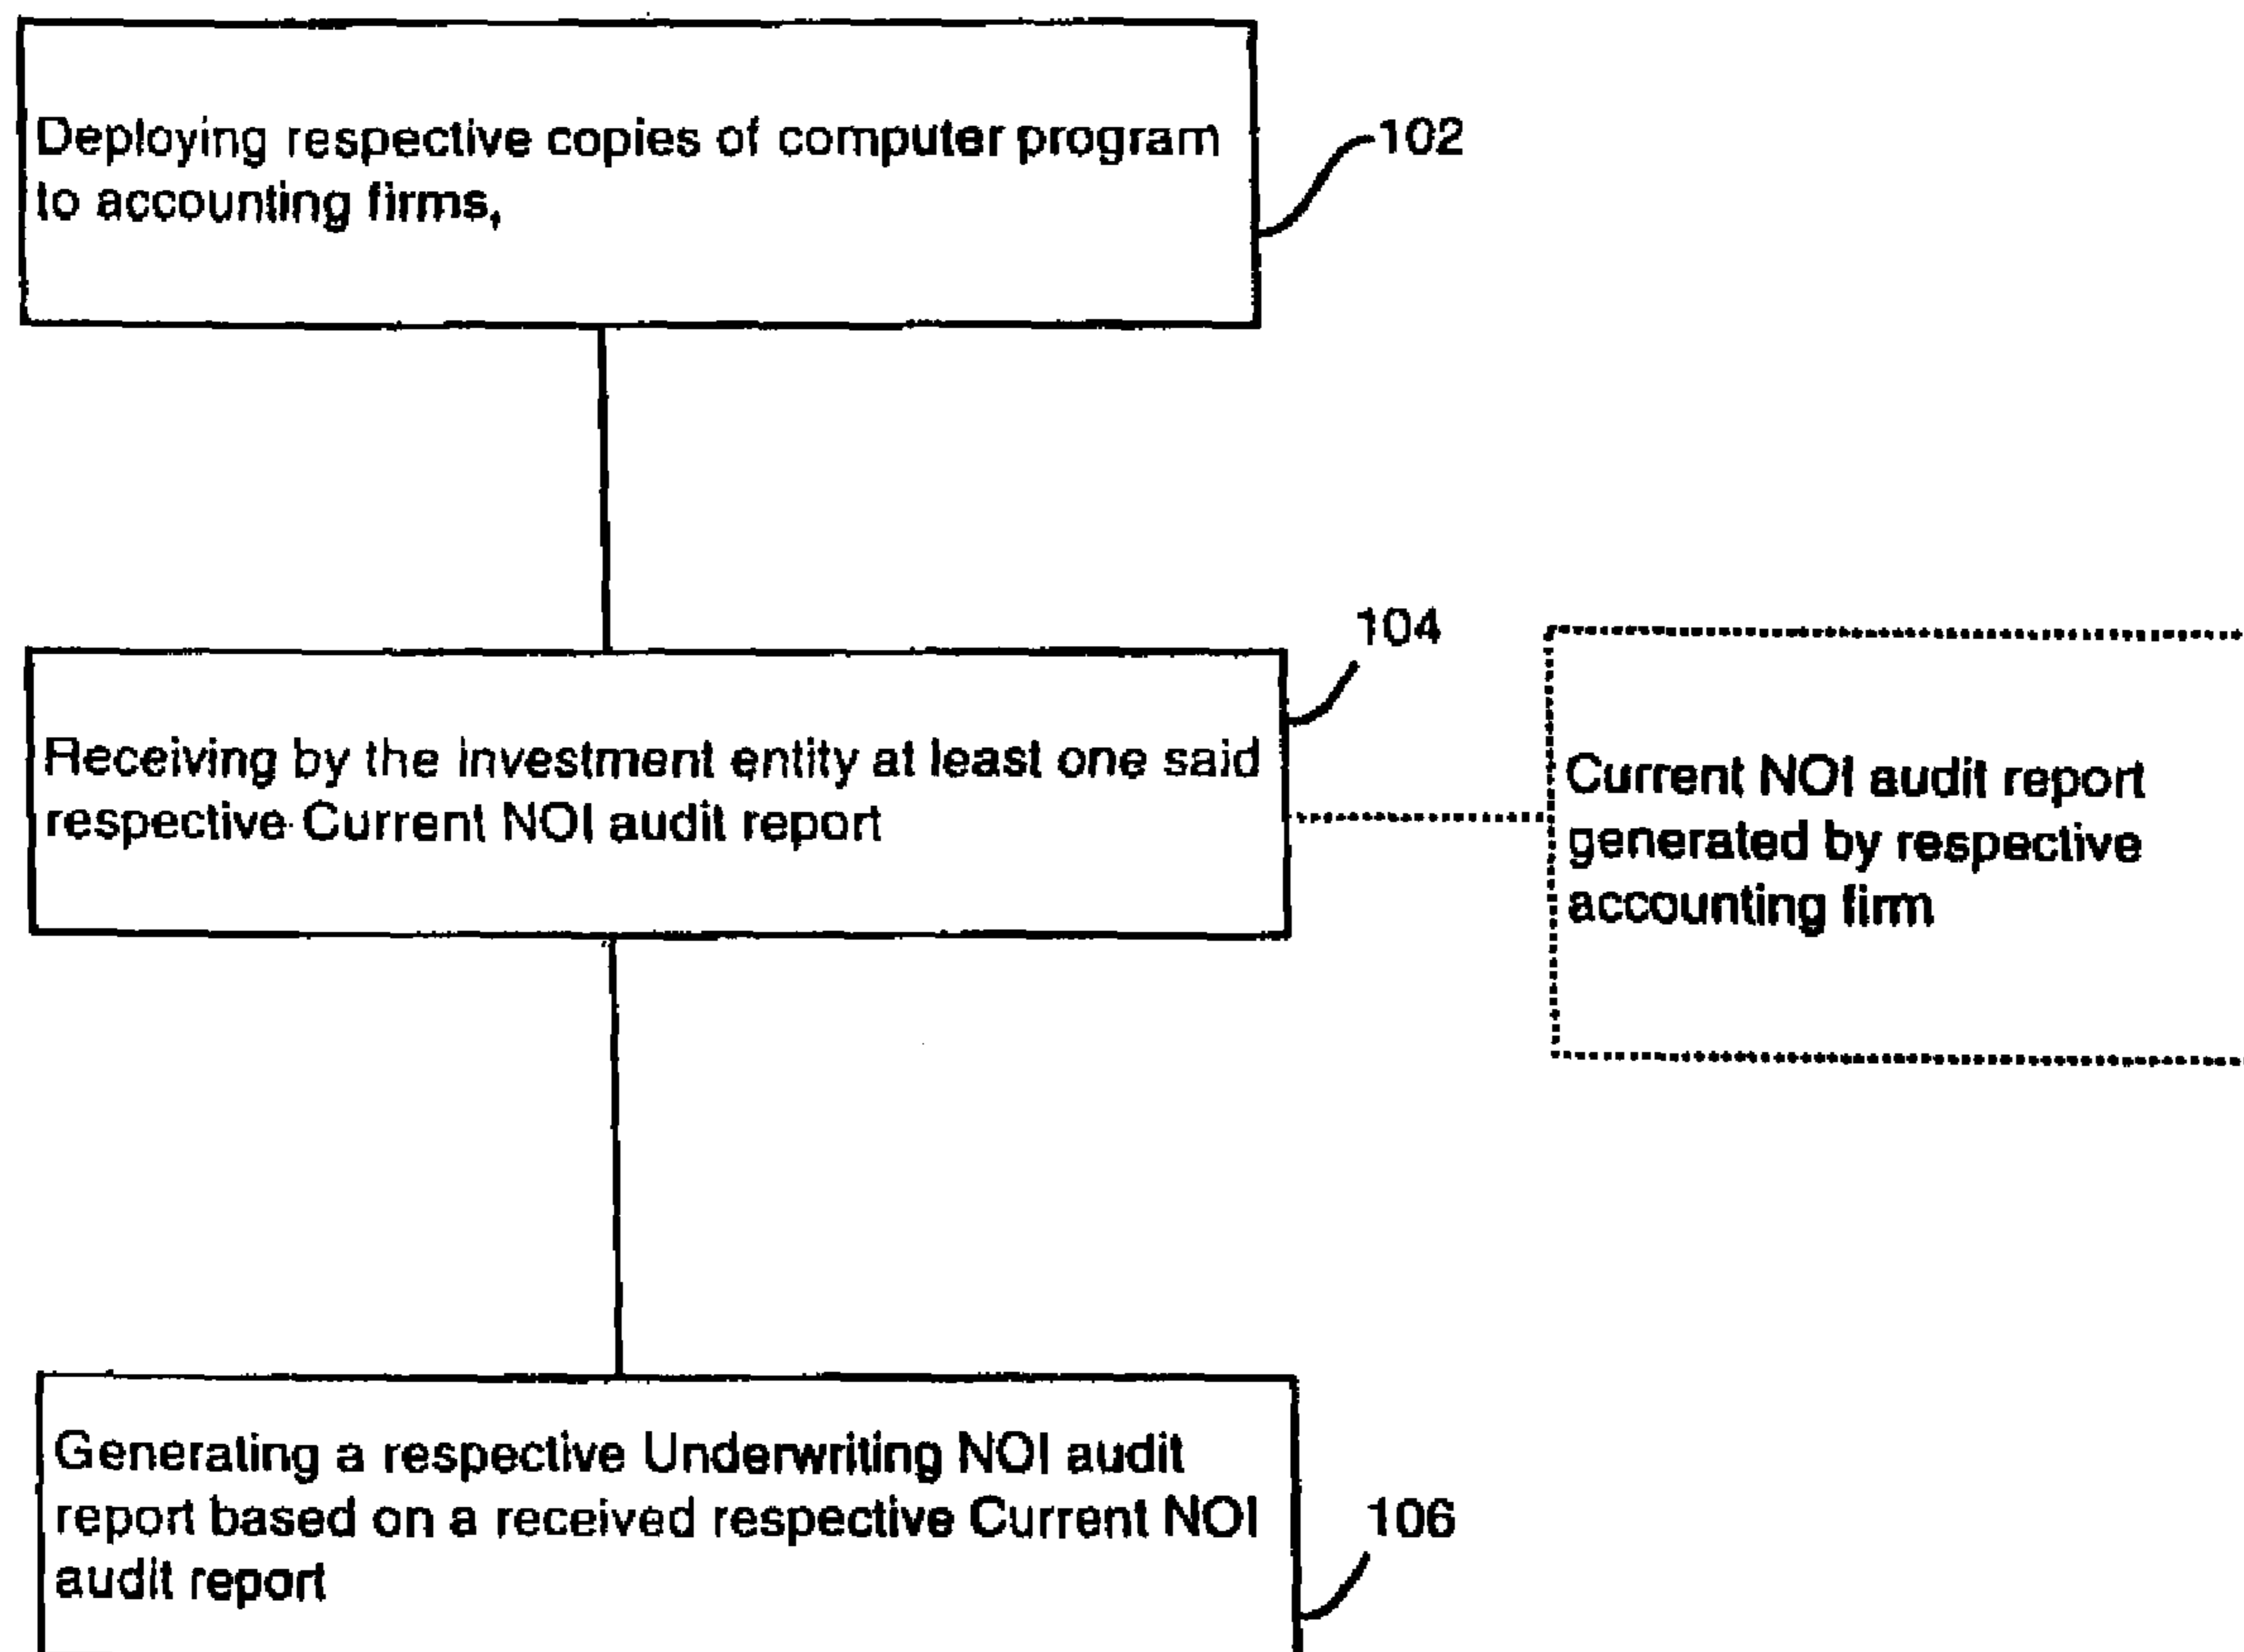 Deploying respective copies of computer program
to accounting firms,
102
104
Receiving by the investment entity at least one said
respective Current NOI audit report
Current NOI audit report
generated by respective
accounting firm
Generating a respective Underwriting NOI audit
report based on a received respective Current NOI
audit report
106